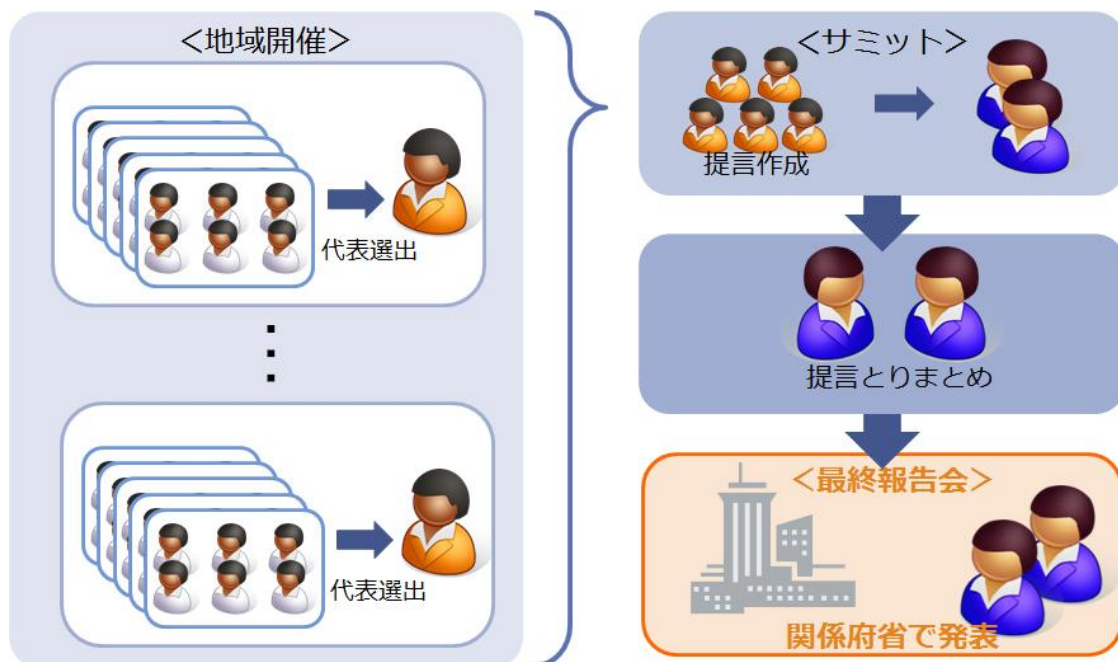 ＜地域開催＞
代表選出
代表選出
＜サミット＞
提言作成
提言とりまとめ
＜最終報告会＞
関係府省で発表